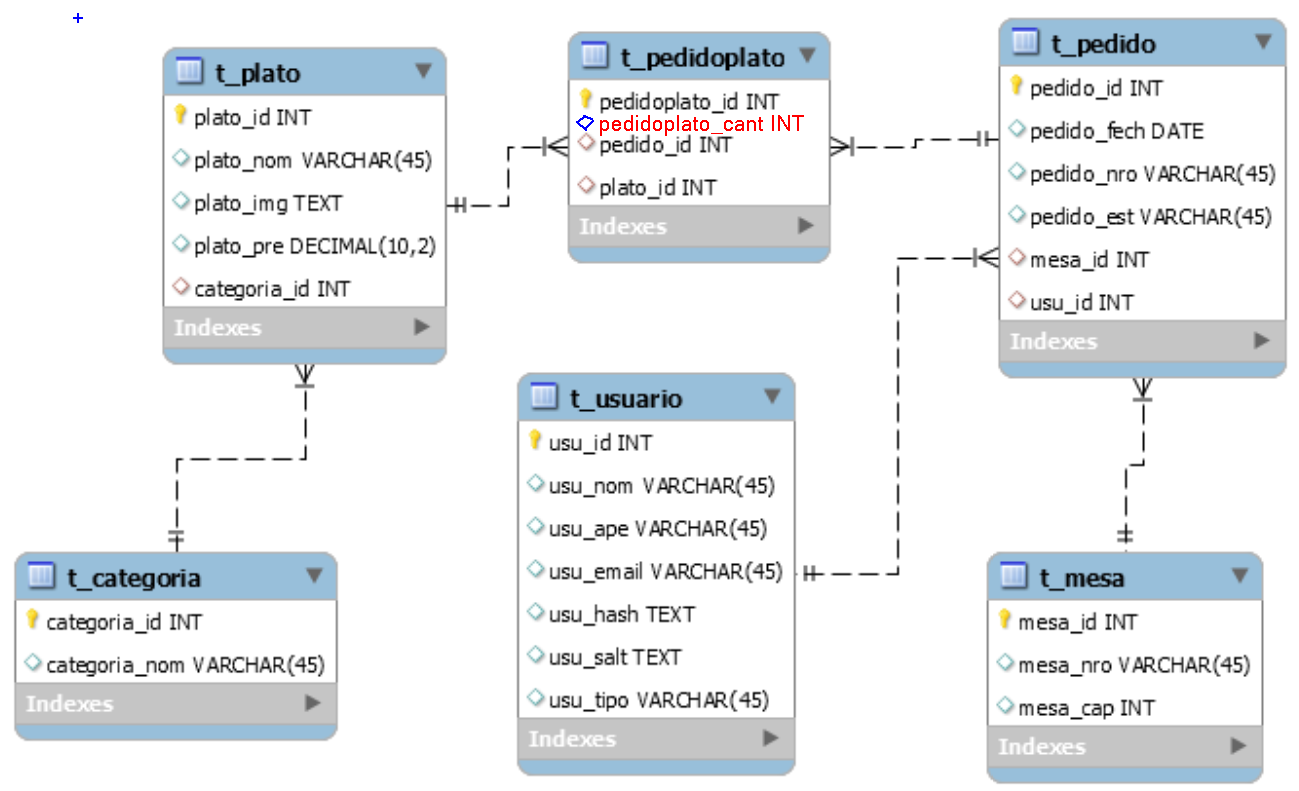 t_plato
plato_id INT
plato_nom VARCHAR(45)
plato_img TEXT
plato_pre DECIMAL(10,2)
categoria_id INT
Indexes
t_pedidoplato
pedidoplato_id INT
pedidoplato_cant INT
pedido_id INT
plato_id INT
Indexes
t_pedido
pedido_id INT
pedido_fech DATE
pedido_nro VARCHAR(45)
pedido_est VARCHAR(45)
mesa_id INT
usu_id INT
Indexes
t_categoria
categoria_id INT
categoria_nom VARCHAR(45)
Indexes
t_usuario
usu_id INT
usu_nom VARCHAR(45)
usu_ape VARCHAR(45)
usu_email VARCHAR(45)
usu_hash TEXT
usu_salt TEXT
usu_tipo VARCHAR(45)
Indexes
t_mesa
mesa_id INT
mesa_nro VARCHAR(45)
mesa_cap INT
Indexes